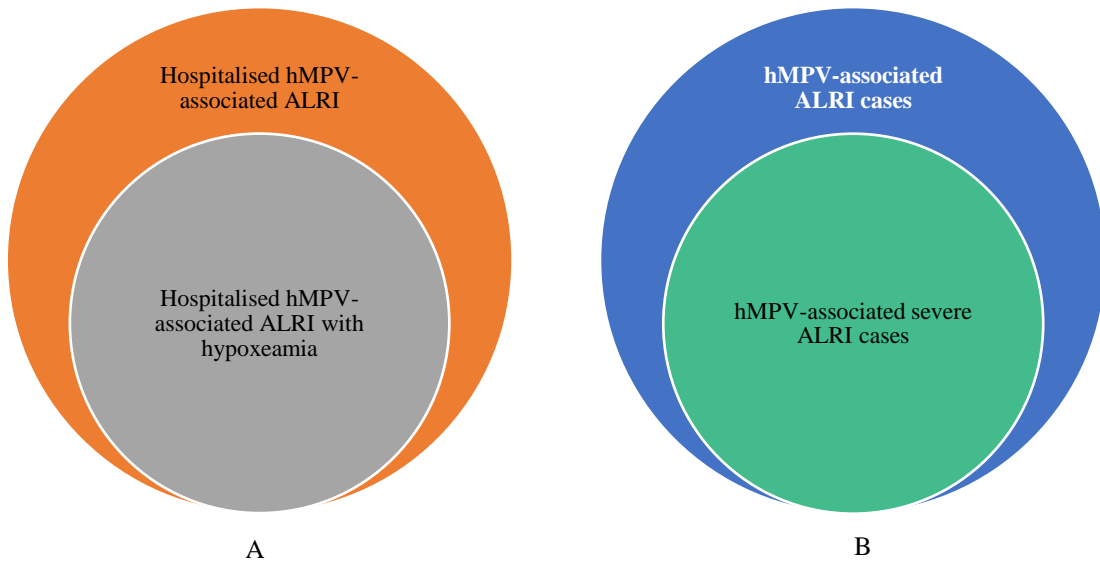 Hospitalised hMPV-
associated ALRI
Hospitalised hMPV-
associated ALRI with
hypoxeamia
A
hMPV-associated
ALRI cases
hMPV-associated severe
ALRI cases
B